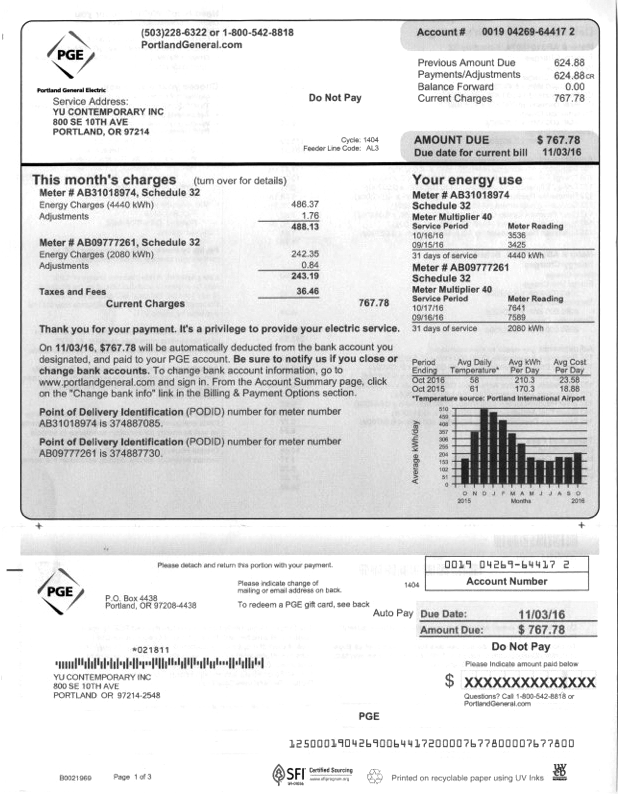 (503)228-6322 or 1-800-542-8818
PortlandGeneral.com
PGE
Portland General Electric
Service Address:
YU CONTEMPORARY INC
800 SE 10TH AVE
PORTLAND, OR 97214
Do Not Pay
Cycle: 1404
Feeder Line Code: AL3
Account # 0019 04269-64417 2
Previous Amount Due 624.88
Payments/Adjustments 624.88CR
Balance Forward 0.00
Current Charges 767.78
AMOUNT DUE $ 767.78
Due date for current bill 11/03/16
This month's charges (turn over for details)
Meter # AB31018974, Schedule 32
Energy Charges (4440 kWh) 486.37
Adjustments 1.76
488.13
Meter # AB09777261, Schedule 32
Energy Charges (2080 kWh) 242.35
Adjustments 0.84
243.19
Taxes and Fees 36.46
Current Charges 767.78
Thank you for your payment. It's a privilege to provide your electric service.
On 11/03/16, $767.78 will be automatically deducted from the bank account you
designated, and paid to your PGE account. Be sure to notify us if you close or
change bank accounts. To change bank account information, go to
www.portlandgeneral.com and sign in. From the Account Summary page, click
on the "Change bank info" link in the Billing & Payment Options section.
Point of Delivery Identification (PODID) number for meter number
AB31018974 is 374887085.
Point of Delivery Identification (PODID) number for meter number
AB09777261 is 374887730.
Your energy use
Meter # AB31018974
Schedule 32
Meter Multiplier 40
Service Period Meter Reading
10/16/16 3536
09/15/16 3425
31 days of service 4440 kWh
Meter # AB09777261
Schedule 32
Meter Multiplier 40
Service Period Meter Reading
10/17/16 7641
09/16/16 7589
31 days of service 2080 kWh
Period Ending Avg Daily Temperature* Avg kWh Per Day Avg Cost Per Day
Oct 2016 58 210.3 23.58
Oct 2015 61 170.3 18.88
*Temperature source: Portland International Airport
Average kWh/day
510
459
408
357
306
255
204
153
102
51
0
O N D J F M A M J J A S O
2015 Months 2016
Please detach and return this portion with your payment.
PGE
P.O. Box 4438
Portland, OR 97208-4438
Please indicate change of
mailing or email address on back.
To redeem a PGE gift card, see back
1404
0019 04269-64417 2
Account Number
Auto Pay
Due Date: 11/03/16
Amount Due: $ 767.78
Do Not Pay
Please Indicate amount paid below
$ XXXXXXXXXXXXX
Questions? Call 1-800-542-8818 or
PortlandGeneral.com
*021811
YU CONTEMPORARY INC
800 SE 10TH AVE
PORTLAND OR 97214-2548
PGE
12500019042690064417200007677800007677800
B0021969 Page 1 of 3
SFI Certified Sourcing
www.sfiprogram.org
Printed on recyclable paper using UV Inks